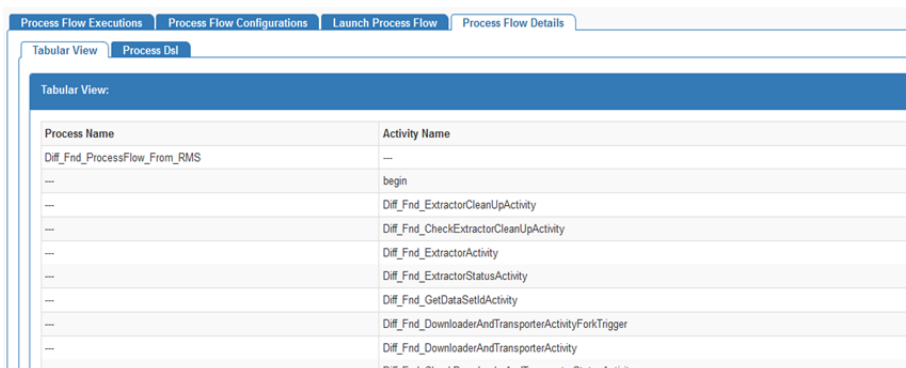 Process Flow Executions Process Flow Configurations Launch Process Flow Process Flow Details
Tabular View Process Dsl
Tabular View:
Process Name Activity Name
Diff_Fnd_ProcessFlow_From_RMS ---
--- begin
--- Diff_Fnd_ExtractorCleanUpActivity
--- Diff_Fnd_CheckExtractorCleanUpActivity
--- Diff_Fnd_ExtractorActivity
--- Diff_Fnd_ExtractorStatusActivity
--- Diff_Fnd_GetDataSetIdActivity
--- Diff_Fnd_DownloaderAndTransporterActivityForkTrigger
--- Diff_Fnd_DownloaderAndTransporterActivity